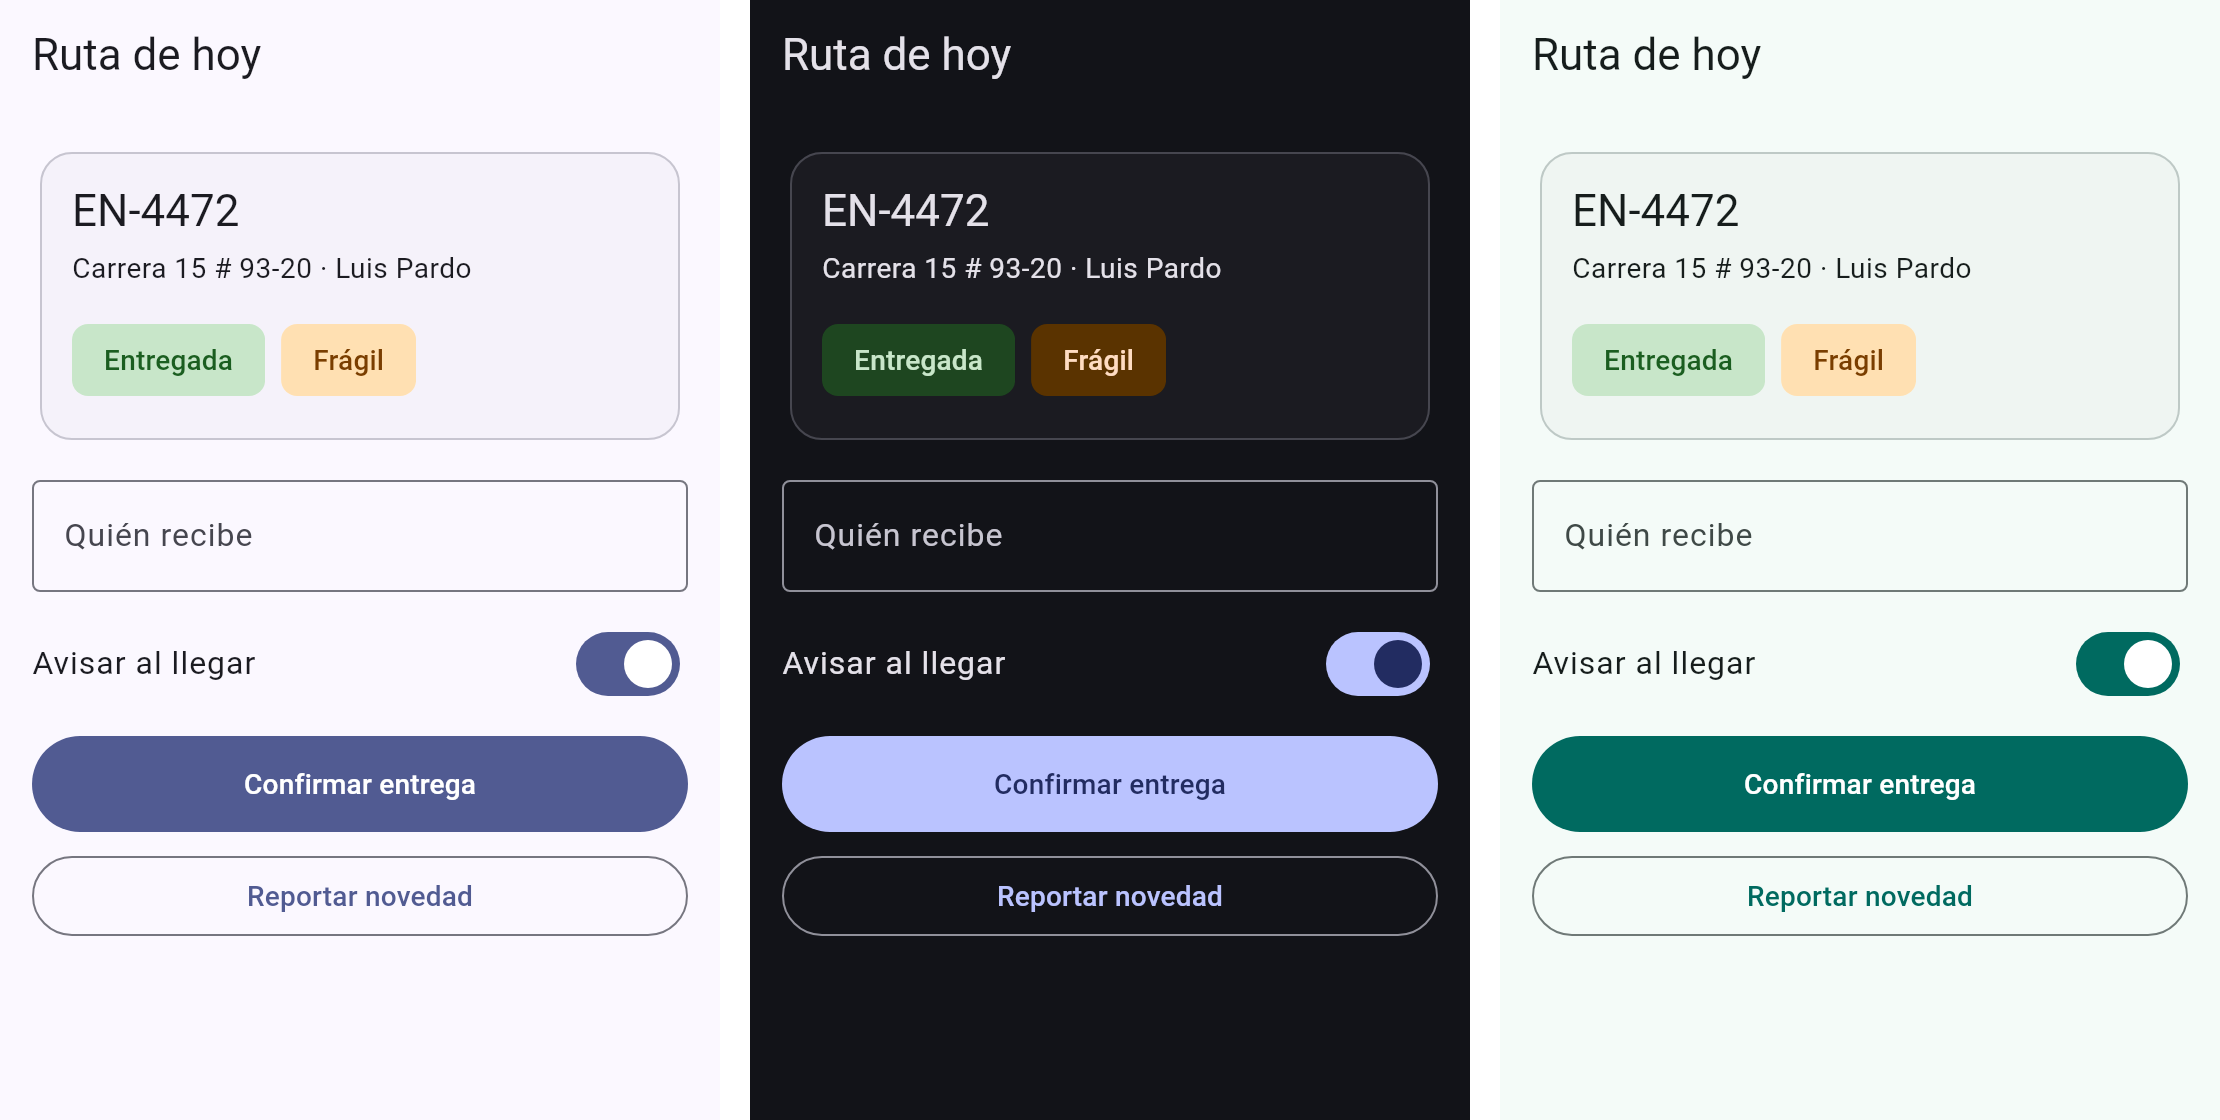 Ruta de hoy
EN-4472
Carrera 15 # 93-20 · Luis Pardo
Entregada
Frágil
Quién recibe
Avisar al llegar
Confirmar entrega
Reportar novedad
Ruta de hoy
EN-4472
Carrera 15 # 93-20 · Luis Pardo
Entregada
Frágil
Quién recibe
Avisar al llegar
Confirmar entrega
Reportar novedad
Ruta de hoy
EN-4472
Carrera 15 # 93-20 · Luis Pardo
Entregada
Frágil
Quién recibe
Avisar al llegar
Confirmar entrega
Reportar novedad